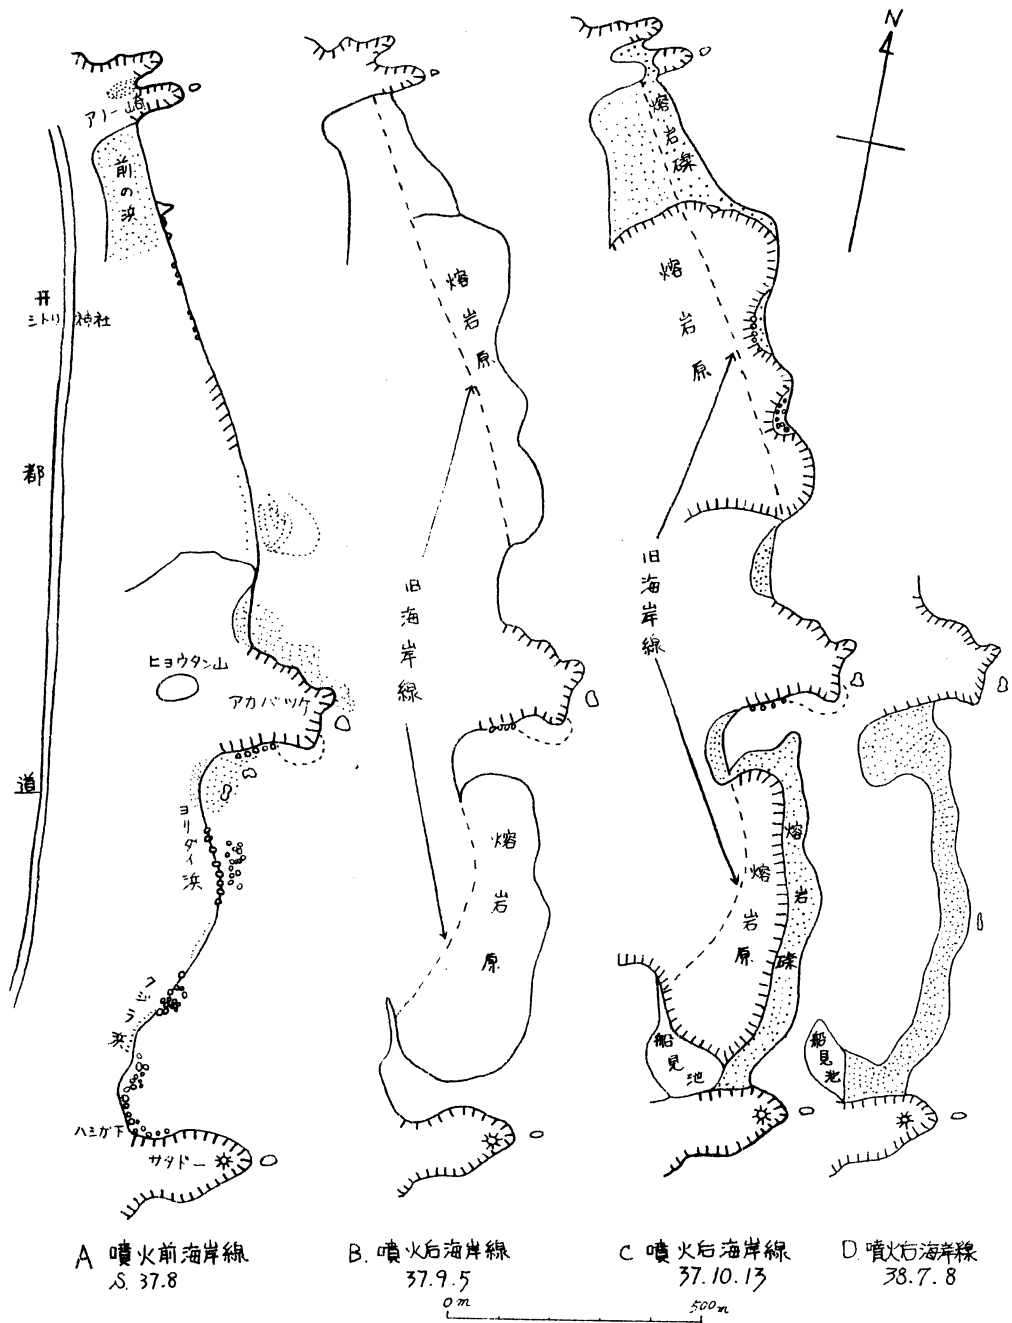 N
アノー崎
前の浜
シトリ神社
都
道
ヒョウタン山
アカバッケ
ヨリダイ浜
クジラ浜
ハシが下
サタドー
熔岩原
旧海岸線
熔岩原
熔岩礫
熔岩原
旧海岸線
熔岩原
熔岩礫
船見池
船見池
A 噴火前海岸線
S. 37.8
B. 噴火后海岸線
37.9.5
C 噴火后海岸線
37.10.13
D. 噴火后海岸線
38.7.8
0m
500m